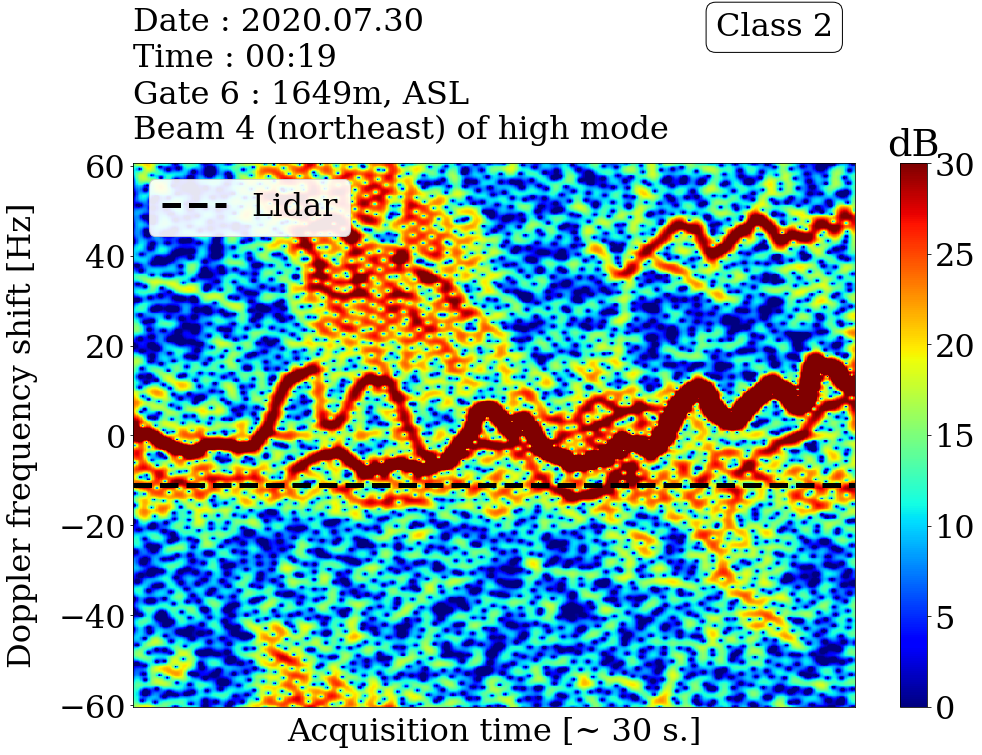 Date : 2020.07.30
Time : 00:19
Gate 6 : 1649m, ASL
Beam 4 (northeast) of high mode
Class 2
dB
Lidar
Doppler frequency shift [Hz]
60
40
20
0
−20
−40
−60
30
25
20
15
10
5
0
Acquisition time [~ 30 s.]